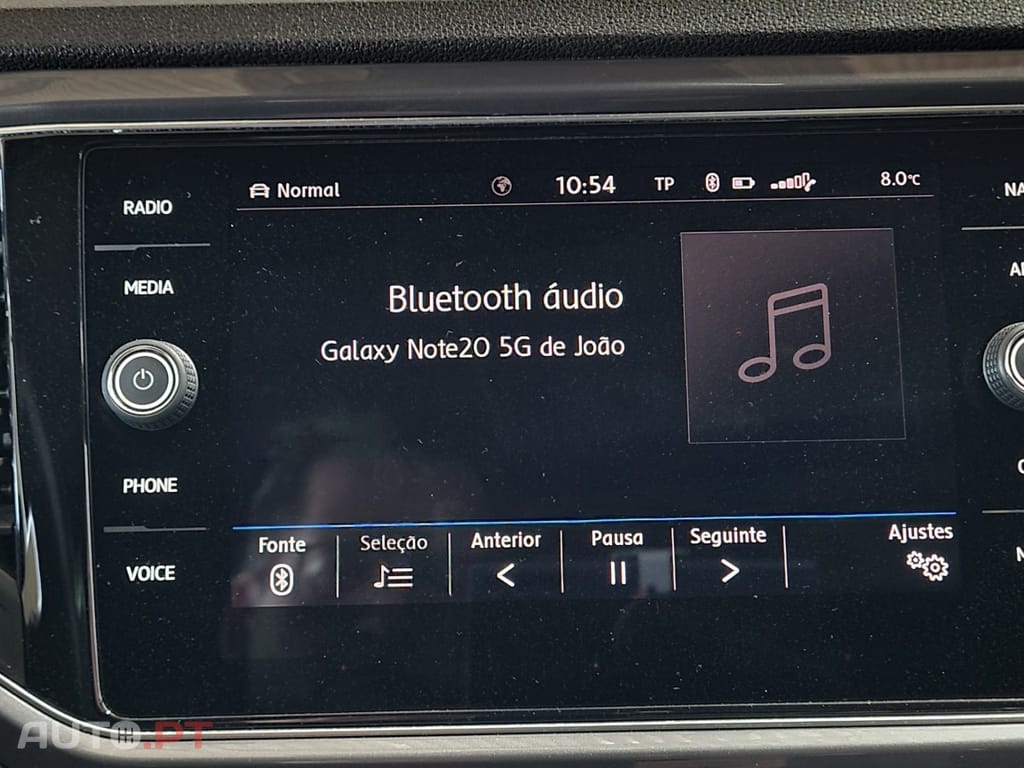 Normal
10:54
TP
8.0°C
RADIO
MEDIA
PHONE
VOICE
Bluetooth áudio
Galaxy Note20 5G de João
Fonte
Seleção
Anterior
Pausa
Seguinte
Ajustes
NA
AUTO.PT